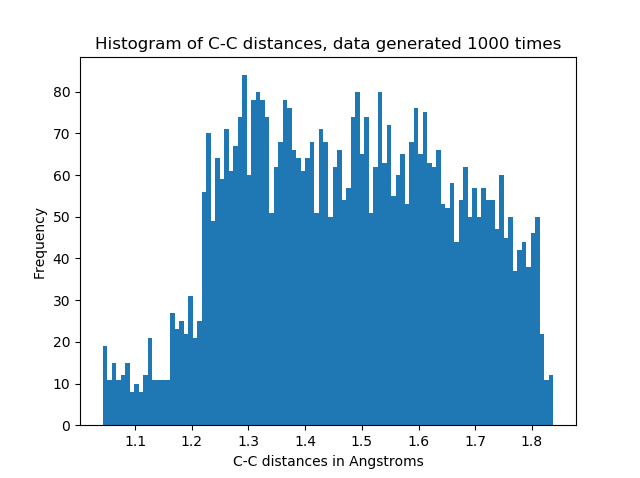 Histogram of C-C distances, data generated 1000 times
Frequency
80
70
60
50
40
30
20
10
0
1.1 1.2 1.3 1.4 1.5 1.6 1.7 1.8
C-C distances in Angstroms